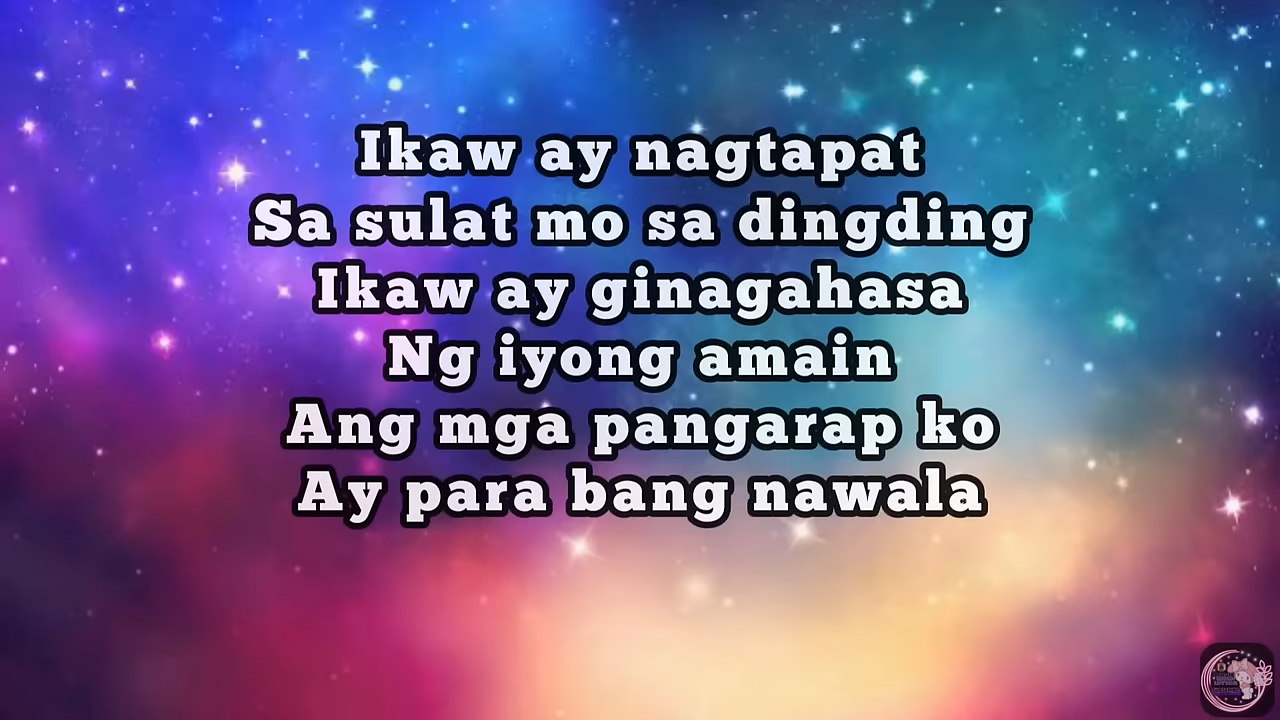 Ikaw ay nagtapat
Sa sulat mo sa dingding
Ikaw ay ginagahasa
Ng iyong amain
Ang mga pangarap ko
Ay para bang nawala